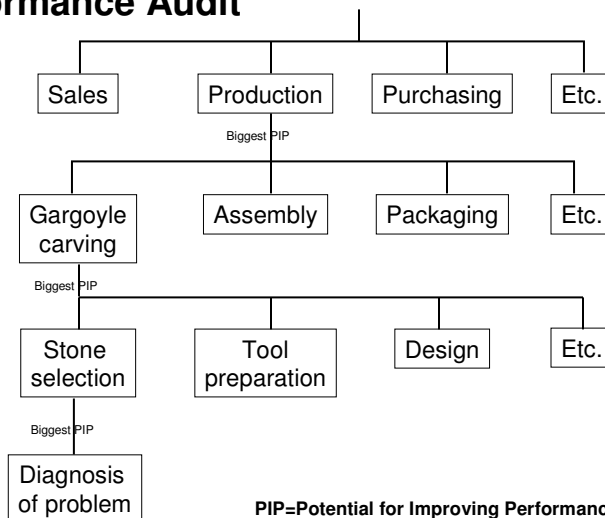 ormance Audit
Sales Production Purchasing Etc.
Biggest PIP
Gargoyle carving Assembly Packaging Etc.
Biggest PIP
Stone selection Tool preparation Design Etc.
Biggest PIP
Diagnosis
of problem
PIP=Potential for Improving Performanc